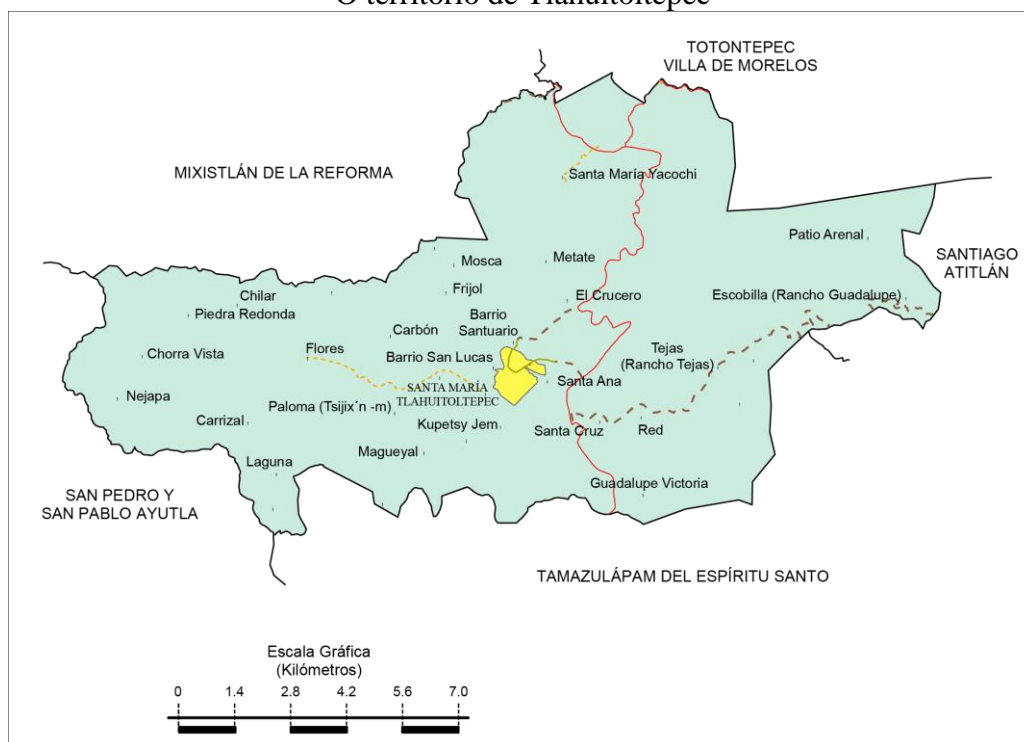 O território de Tlahuitoltepec
TOTONTEPEC
VILLA DE MORELOS
MIXISTLÁN DE LA REFORMA
Santa María Yacochi
Patio Arenal
SANTIAGO
ATITLÁN
Mosca
Metate
Chilar
Frijol
El Crucero
Escobilla (Rancho Guadalupe)
Piedra Redonda
Barrio
Santuario
Carbón
Chorra Vista
Flores
Barrio San Lucas
Tejas
(Rancho Tejas)
SANTA MARÍA
TLAHUITOLTEPEC
Santa Ana
Nejapa
Paloma (Tsijix´n -m)
Carrizal
Kupetsy Jem
Santa Cruz
Red
Magueyal
Laguna
Guadalupe Victoria
SAN PEDRO Y
SAN PABLO AYUTLA
TAMAZULÁPAM DEL ESPÍRITU SANTO
Escala Gráfica
(Kilómetros)
0 1.4 2.8 4.2 5.6 7.0